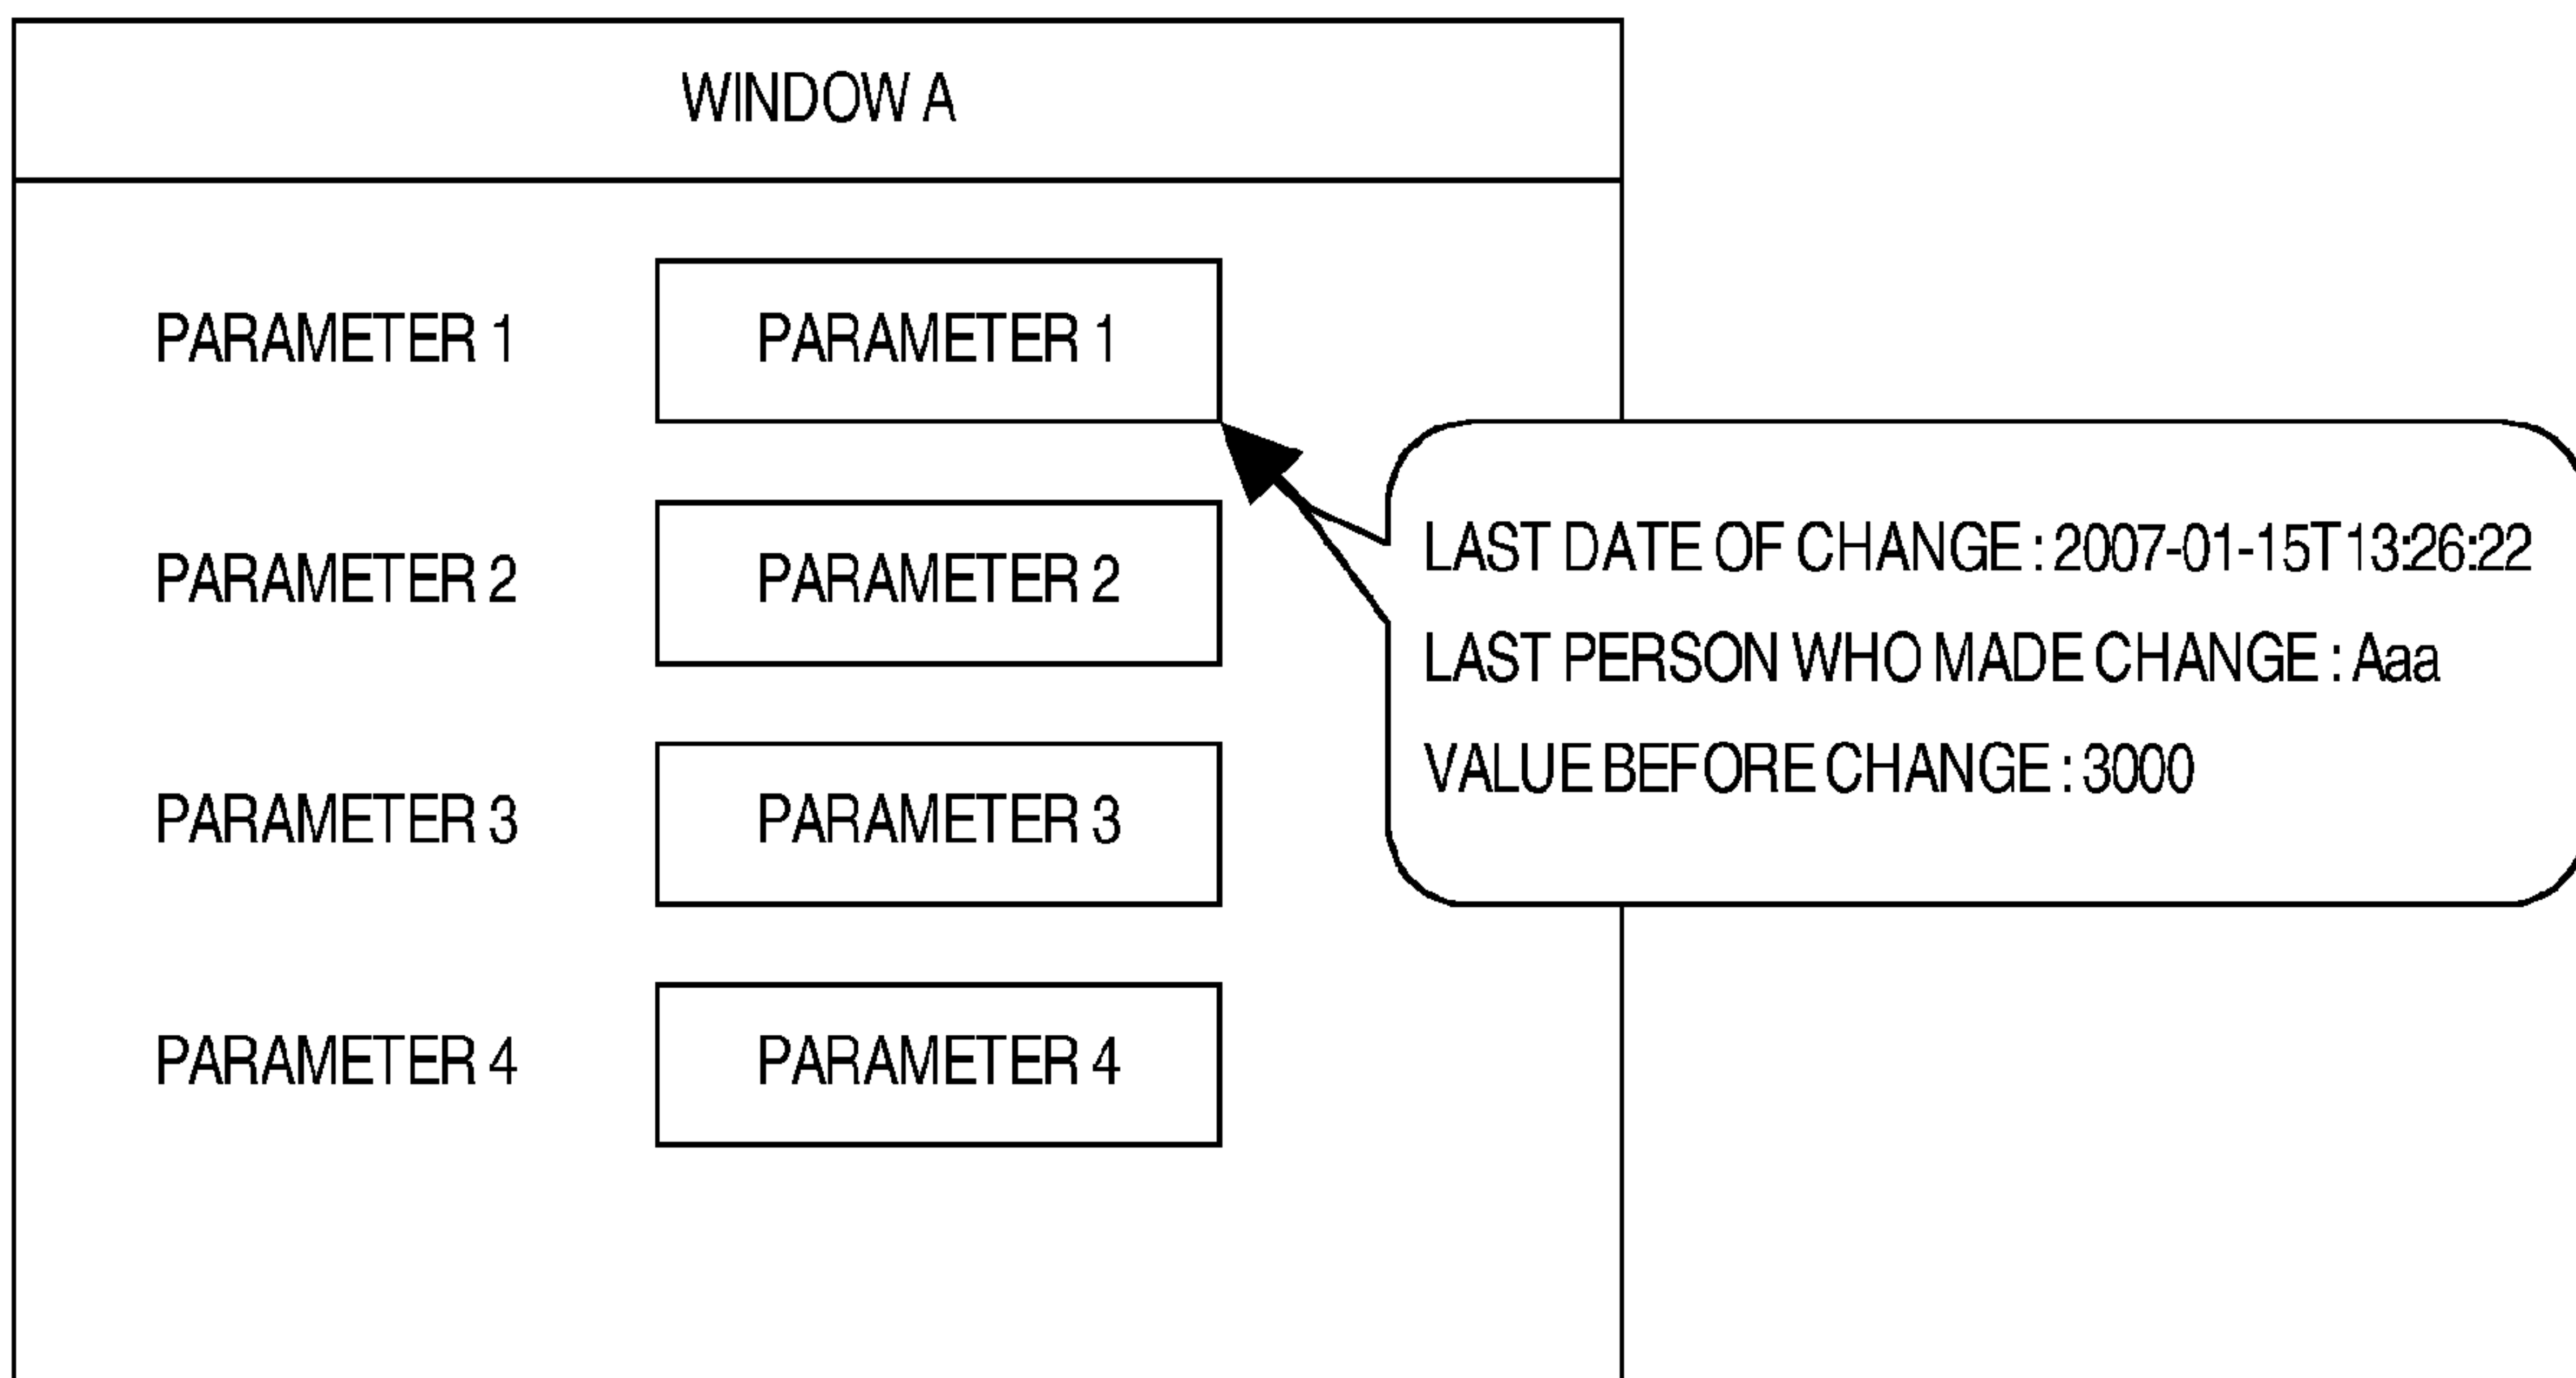 WINDOW A
PARAMETER 1
PARAMETER 1
LAST DATE OF CHANGE : 2007-01-15T13:26:22
LAST PERSON WHO MADE CHANGE : Aaa
VALUE BEFORE CHANGE : 3000
PARAMETER 2
PARAMETER 2
PARAMETER 3
PARAMETER 3
PARAMETER 4
PARAMETER 4